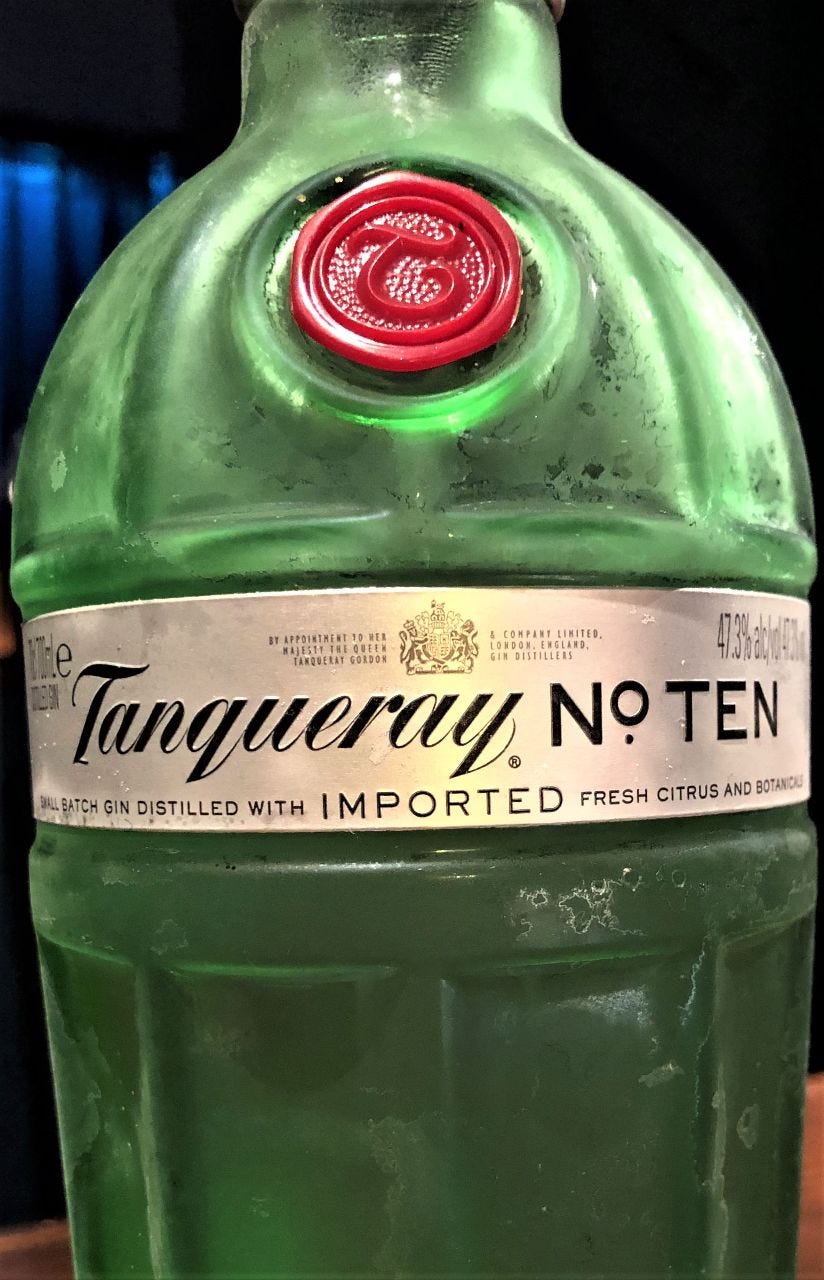 BY APPOINTMENT TO HER
MAJESTY THE QUEEN
TANQUERAY GORDON
& COMPANY LIMITED,
LONDON, ENGLAND,
GIN DISTILLERS
47.3% alc/vol
Tanqueray® Nº TEN
SMALL BATCH GIN DISTILLED WITH IMPORTED FRESH CITRUS AND BOTANICALS